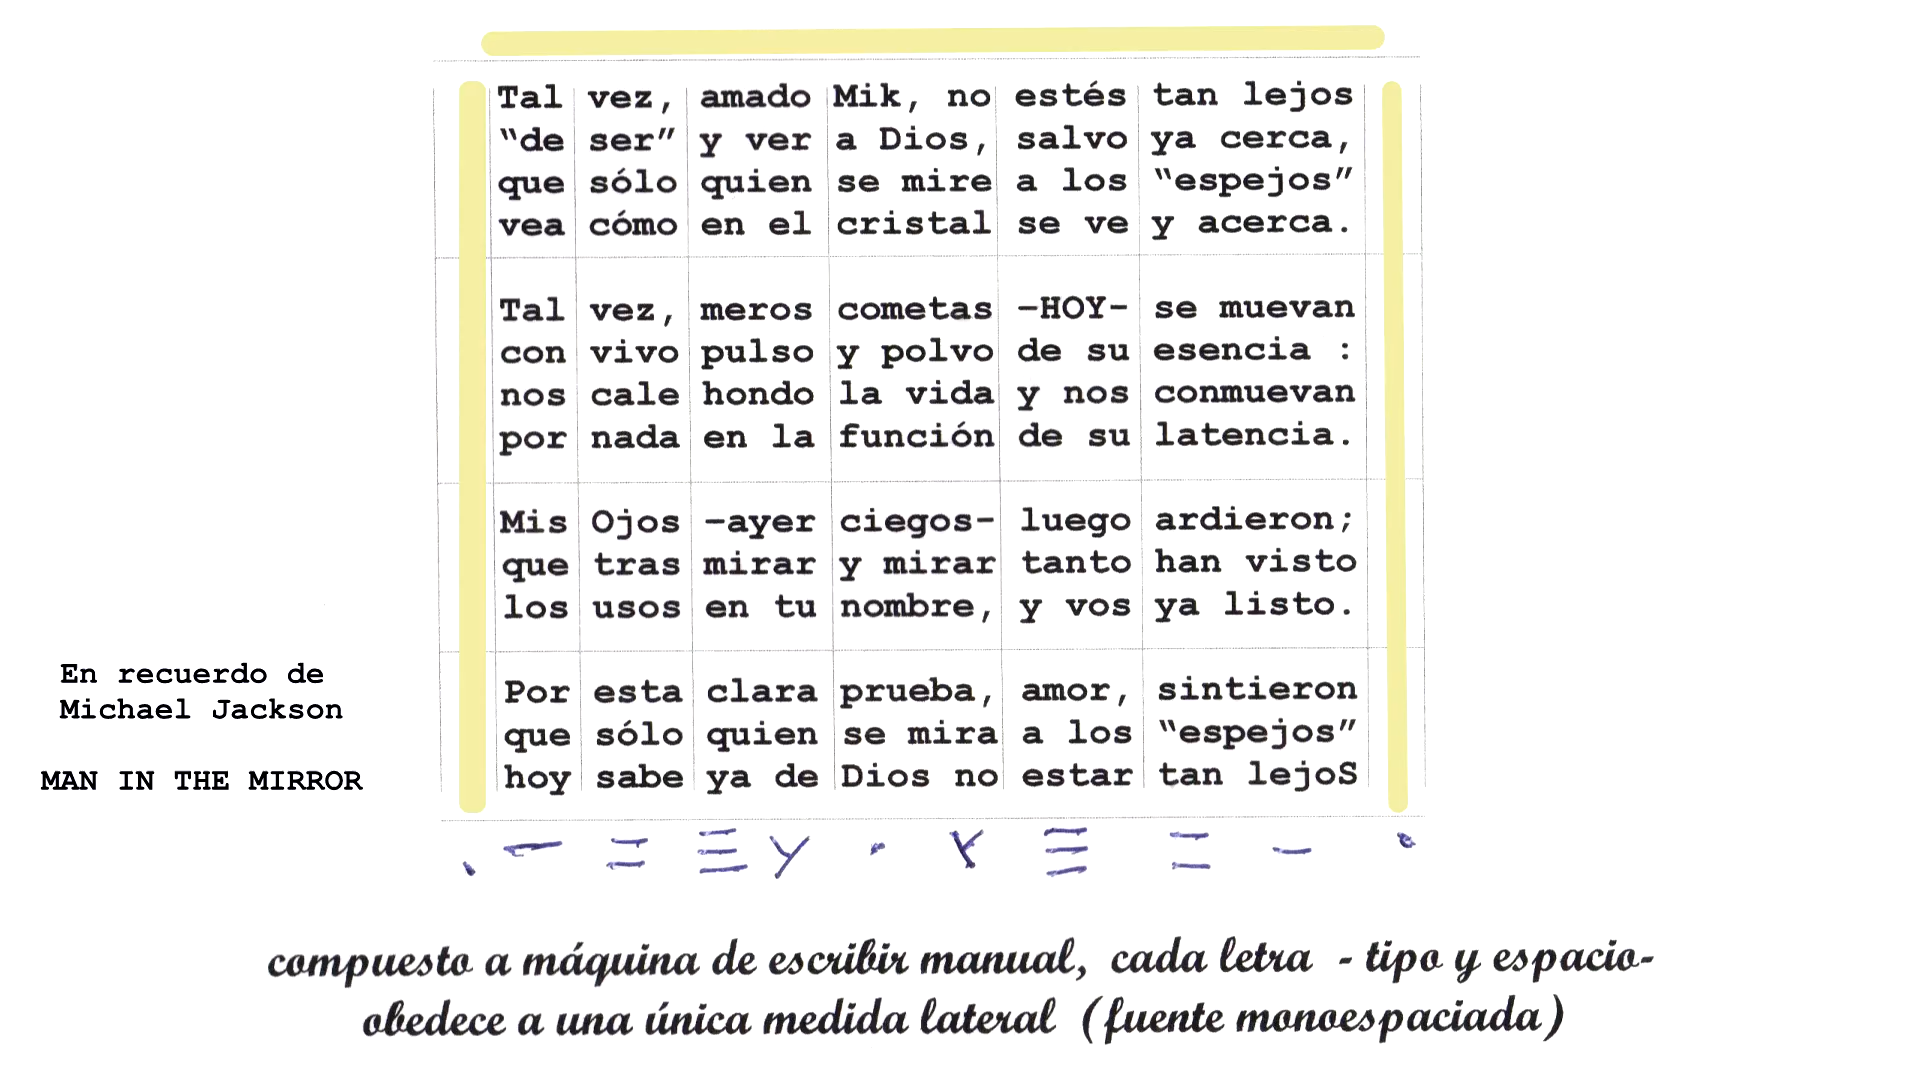 Tal vez, amado Mik, no estés tan lejos
“de ser” y ver a Dios, salvo ya cerca,
que sólo quien se mire a los “espejos”
vea cómo en el cristal se ve y acerca.
Tal vez, meros cometas -HOY- se muevan
con vivo pulso y polvo de su esencia :
nos cale hondo la vida y nos conmuevan
por nada en la función de su latencia.
Mis Ojos -ayer ciegos- luego ardieron;
que tras mirar y mirar tanto han visto
los usos en tu nombre, y vos ya listo.
Por esta clara prueba, amor, sintieron
que sólo quien se mira a los “espejos”
hoy sabe ya de Dios no estar tan lejoS
En recuerdo de
Michael Jackson
MAN IN THE MIRROR
compuesto a máquina de escribir manual, cada letra - tipo y espacio-
obedece a una única medida lateral (fuente monoespaciada)